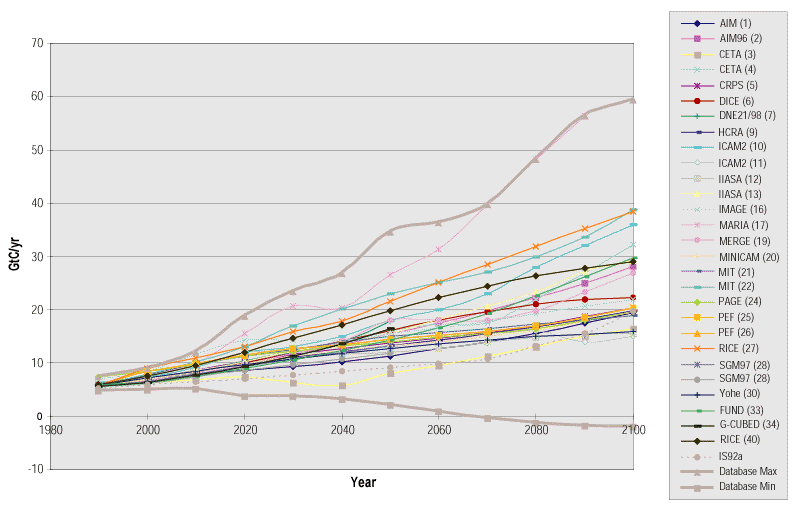 70
60
50
40
30
20
10
0
-10
GtC/yr
1980
2000
2020
2040
2060
2080
2100
Year
AIM (1)
AIM96 (2)
CETA (3)
CETA (4)
CRPS (5)
DICE (6)
DNE21/98 (7)
HCRA (9)
ICAM2 (10)
ICAM2 (11)
IIASA (12)
IIASA (13)
IMAGE (16)
MARIA (17)
MERGE (19)
MINICAM (20)
MIT (21)
MIT (22)
PAGE (24)
PEF (25)
PEF (26)
RICE (27)
SGM97 (28)
SGM97 (28)
Yohe (30)
FUND (33)
G-CUBED (34)
RICE (40)
IS92a
Database Max
Database Min